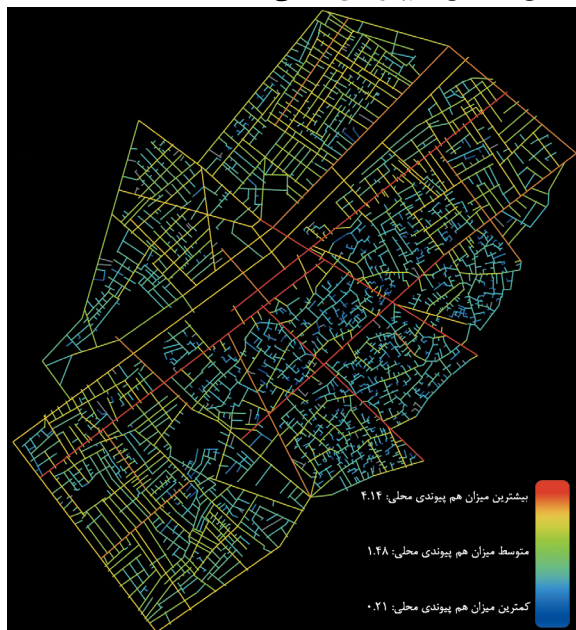 بیشترین میزان هم پیوندی محلی: ۴.۱۴
متوسط میزان هم پیوندی محلی: ۱.۴۸
کمترین میزان هم پیوندی محلی: ۰.۲۱